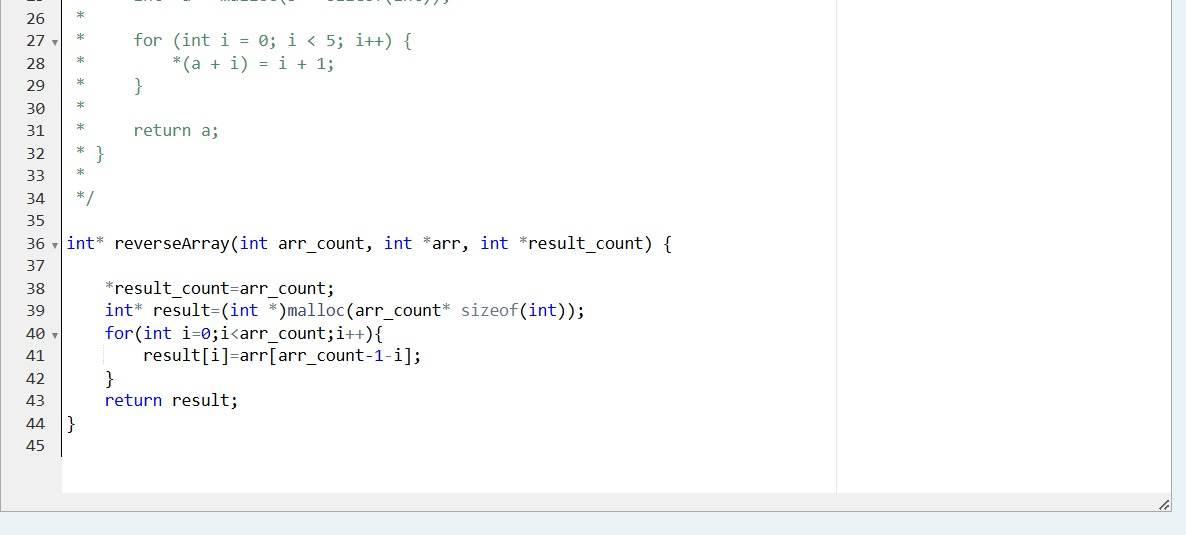 26 *
27 * for (int i = 0; i < 5; i++) {
28 * *(a + i) = i + 1;
29 * }
30 *
31 * return a;
32 * }
33 *
34 */
35
36 int* reverseArray(int arr_count, int *arr, int *result_count) {
37
38 *result_count=arr_count;
39 int* result=(int *)malloc(arr_count* sizeof(int));
40 for(int i=0;i<arr_count;i++){
41 result[i]=arr[arr_count-1-i];
42 }
43 return result;
44 }
45